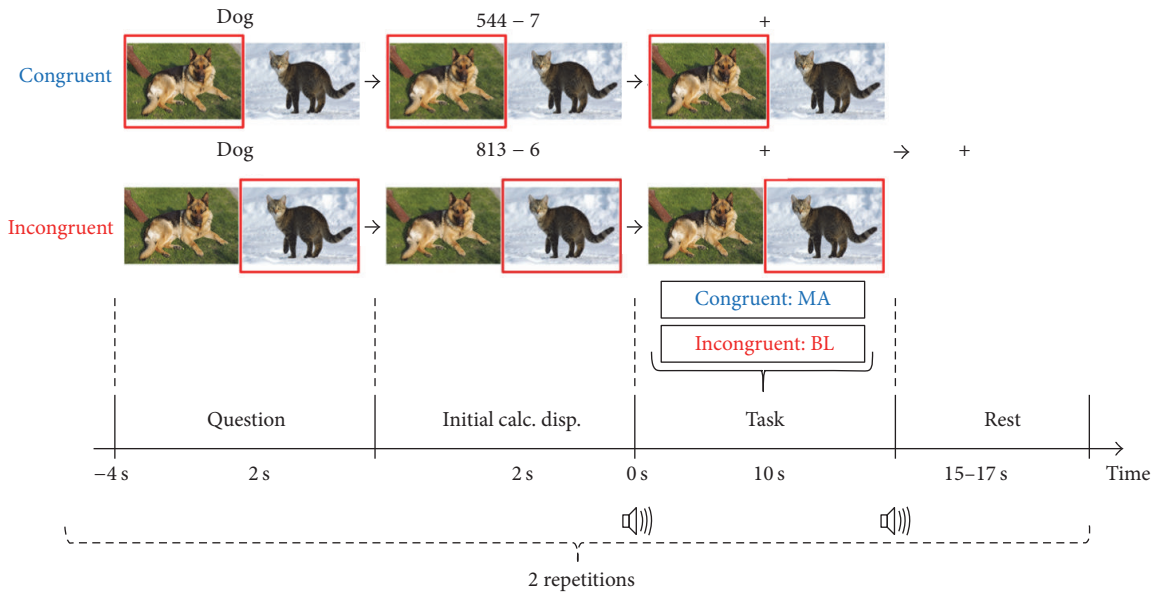 Dog
544 − 7
+
Congruent
Dog
813 − 6
+
+
Incongruent
Congruent: MA
Incongruent: BL
Question
Initial calc. disp.
Task
Rest
−4 s
2 s
2 s
0 s
10 s
15–17 s
Time
2 repetitions